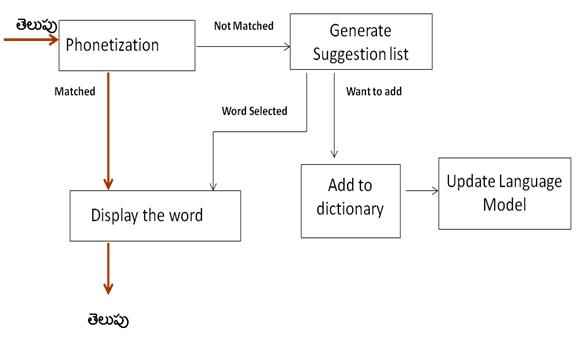 తెలుపు
Phonetization
Not Matched
Generate
Suggestion list
Matched
Word Selected
Want to add
Display the word
Add to
dictionary
Update Language
Model
తెలుపు